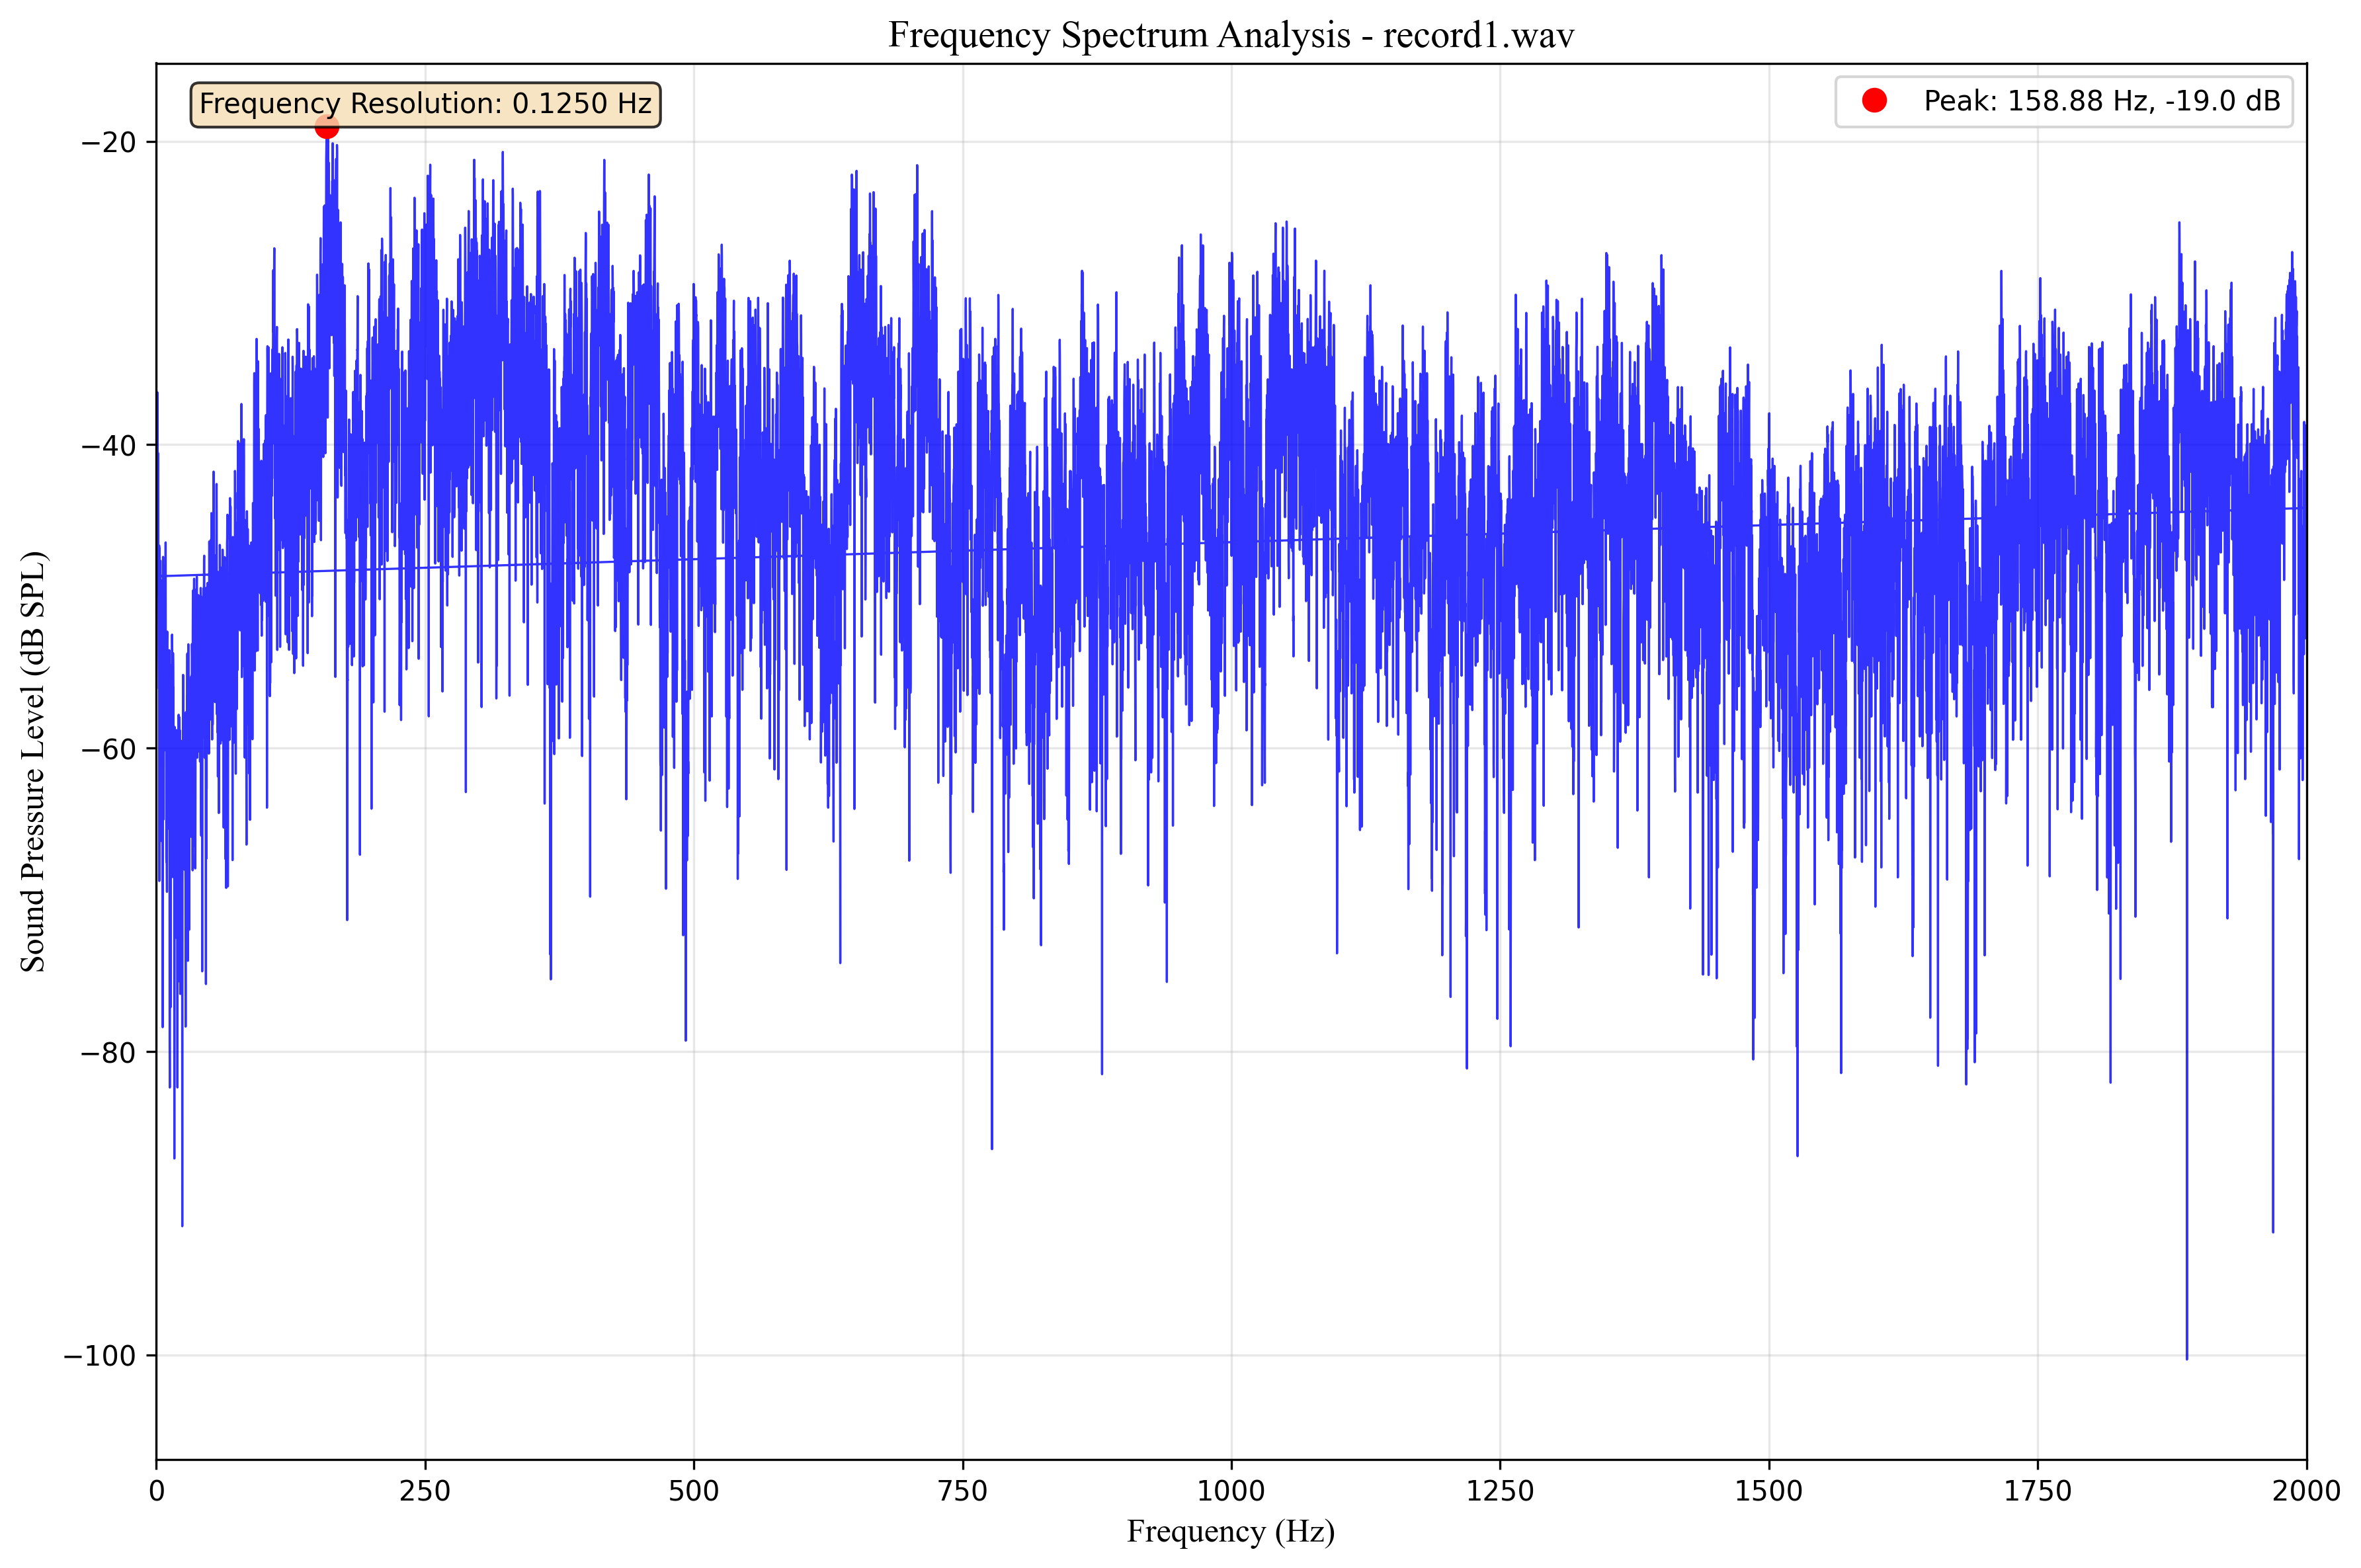 Frequency Spectrum Analysis - record1.wav
Frequency Resolution: 0.1250 Hz
Peak: 158.88 Hz, -19.0 dB
Sound Pressure Level (dB SPL)
−20
−40
−60
−80
−100
0 250 500 750 1000 1250 1500 1750 2000
Frequency (Hz)